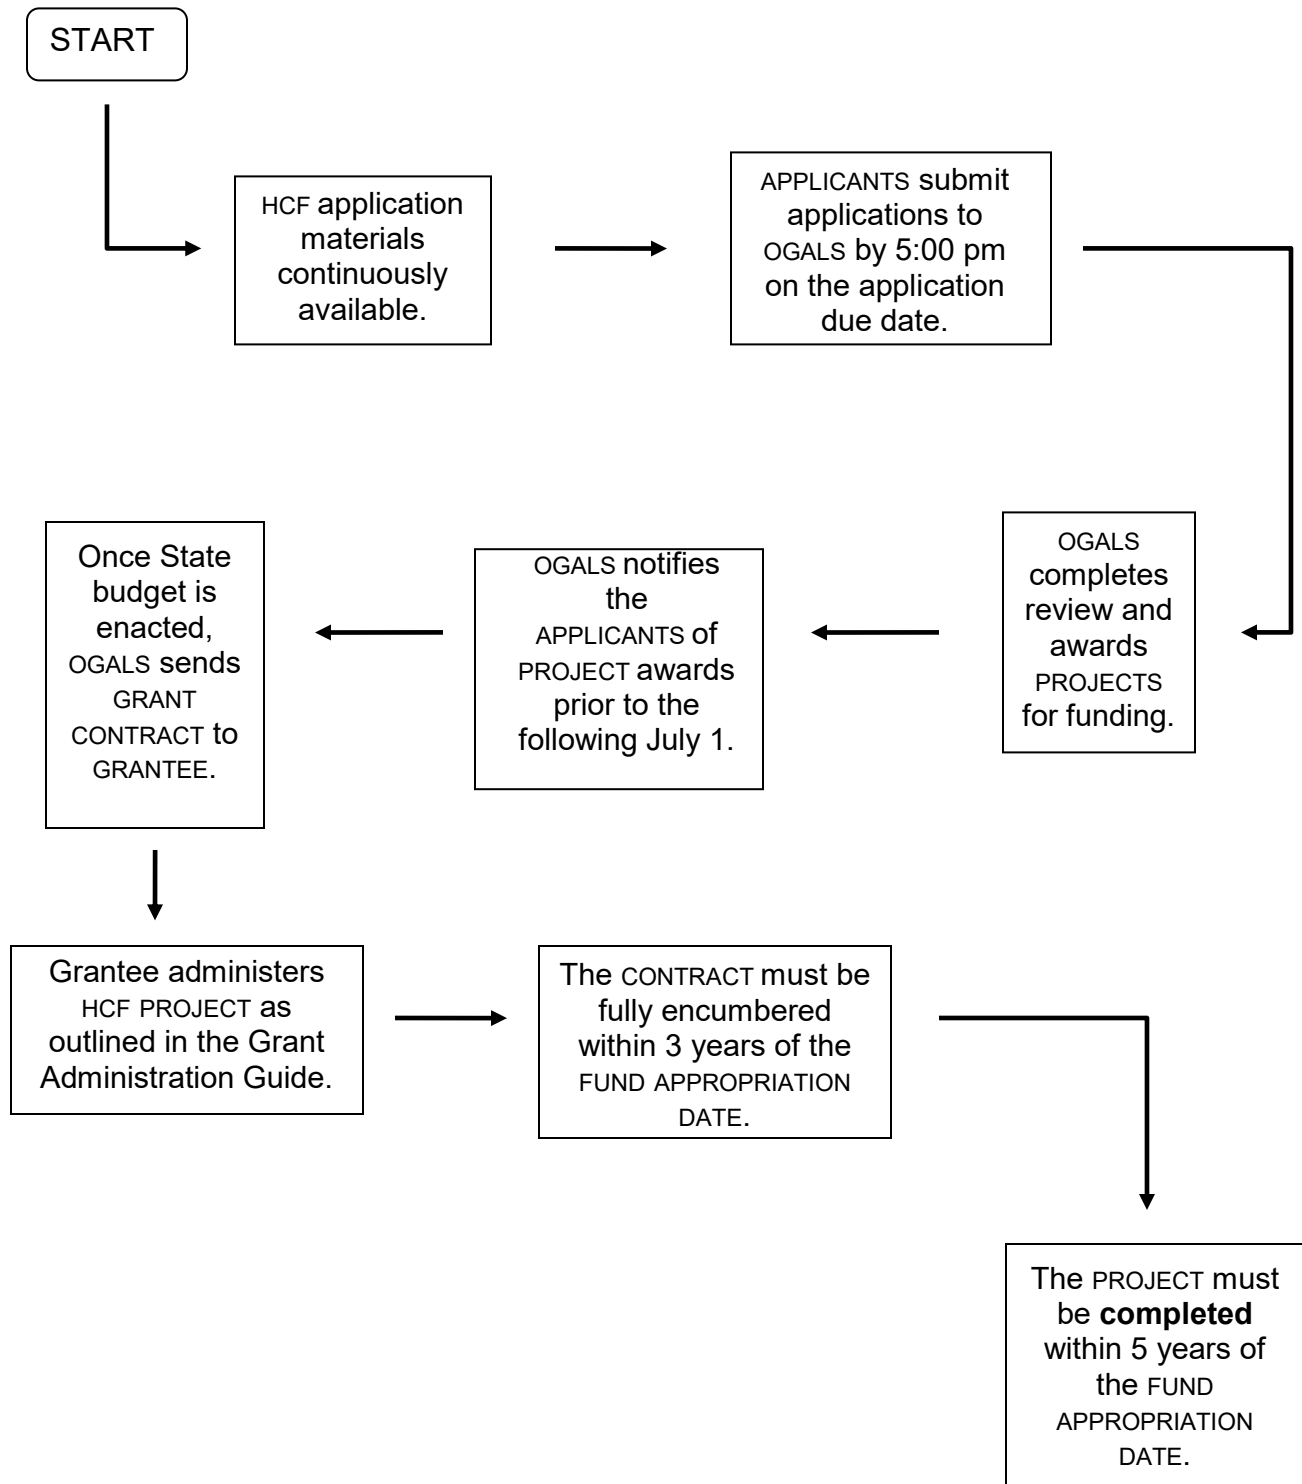 START
HCF application
materials
continuously
available.
APPLICANTS submit
applications to
OGALS by 5:00 pm
on the application
due date.
OGALS
completes
review and
awards
PROJECTS
for funding.
OGALS notifies
the
APPLICANTS of
PROJECT awards
prior to the
following July 1.
Once State
budget is
enacted,
OGALS sends
GRANT
CONTRACT to
GRANTEE.
Grantee administers
HCF PROJECT as
outlined in the Grant
Administration Guide.
The CONTRACT must be
fully encumbered
within 3 years of the
FUND APPROPRIATION
DATE.
The PROJECT must
be completed
within 5 years of
the FUND
APPROPRIATION
DATE.